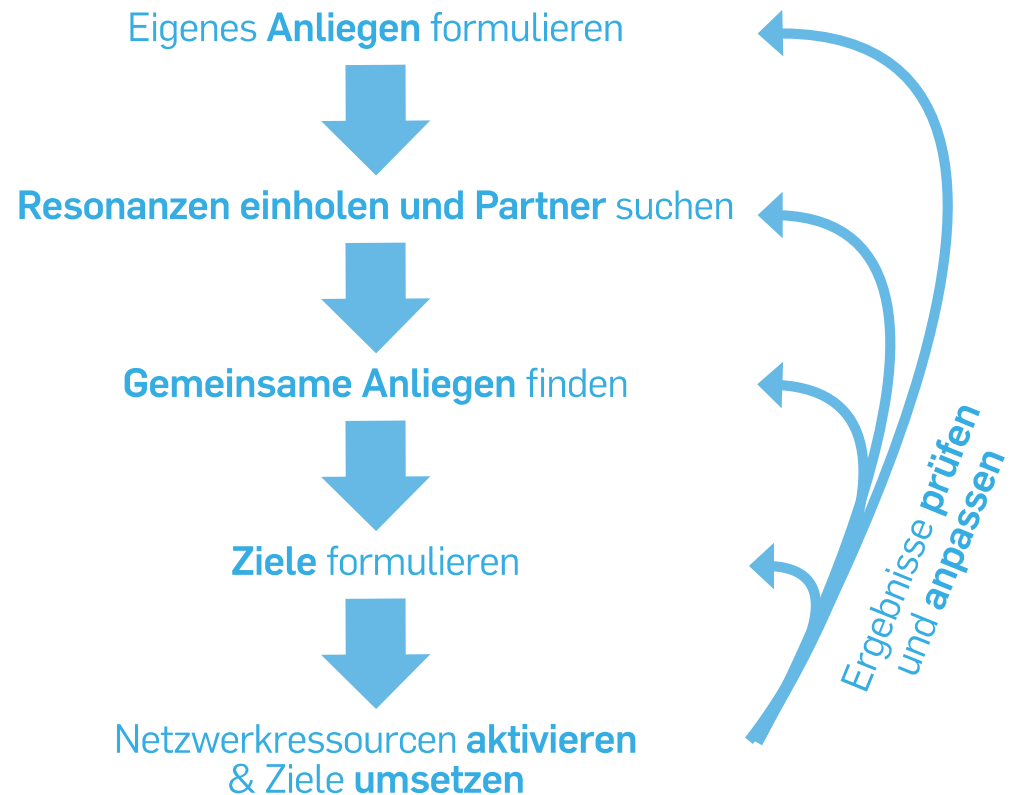 Eigenes Anliegen formulieren
Resonanzen einholen und Partner suchen
Gemeinsame Anliegen finden
Ziele formulieren
Netzwerkressourcen aktivieren
& Ziele umsetzen
Ergebnisse prüfen
und anpassen